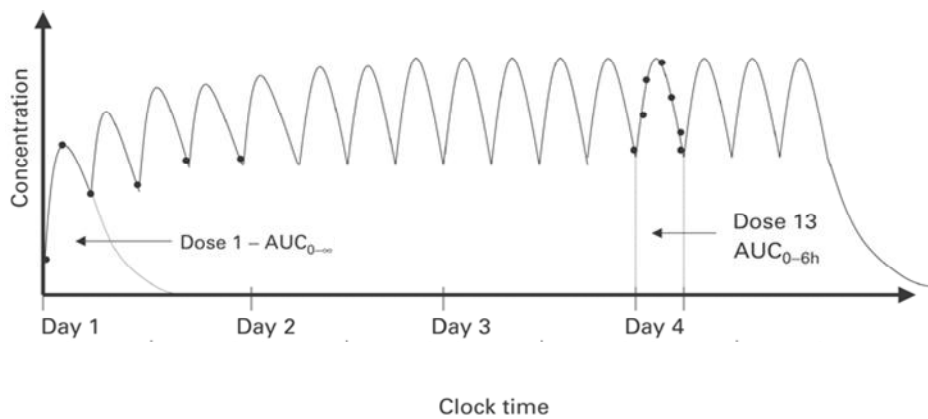 Concentration
Dose 1 – AUC₀₋∞
Dose 13
AUC₀₋₆ₕ
Day 1
Day 2
Day 3
Day 4
Clock time